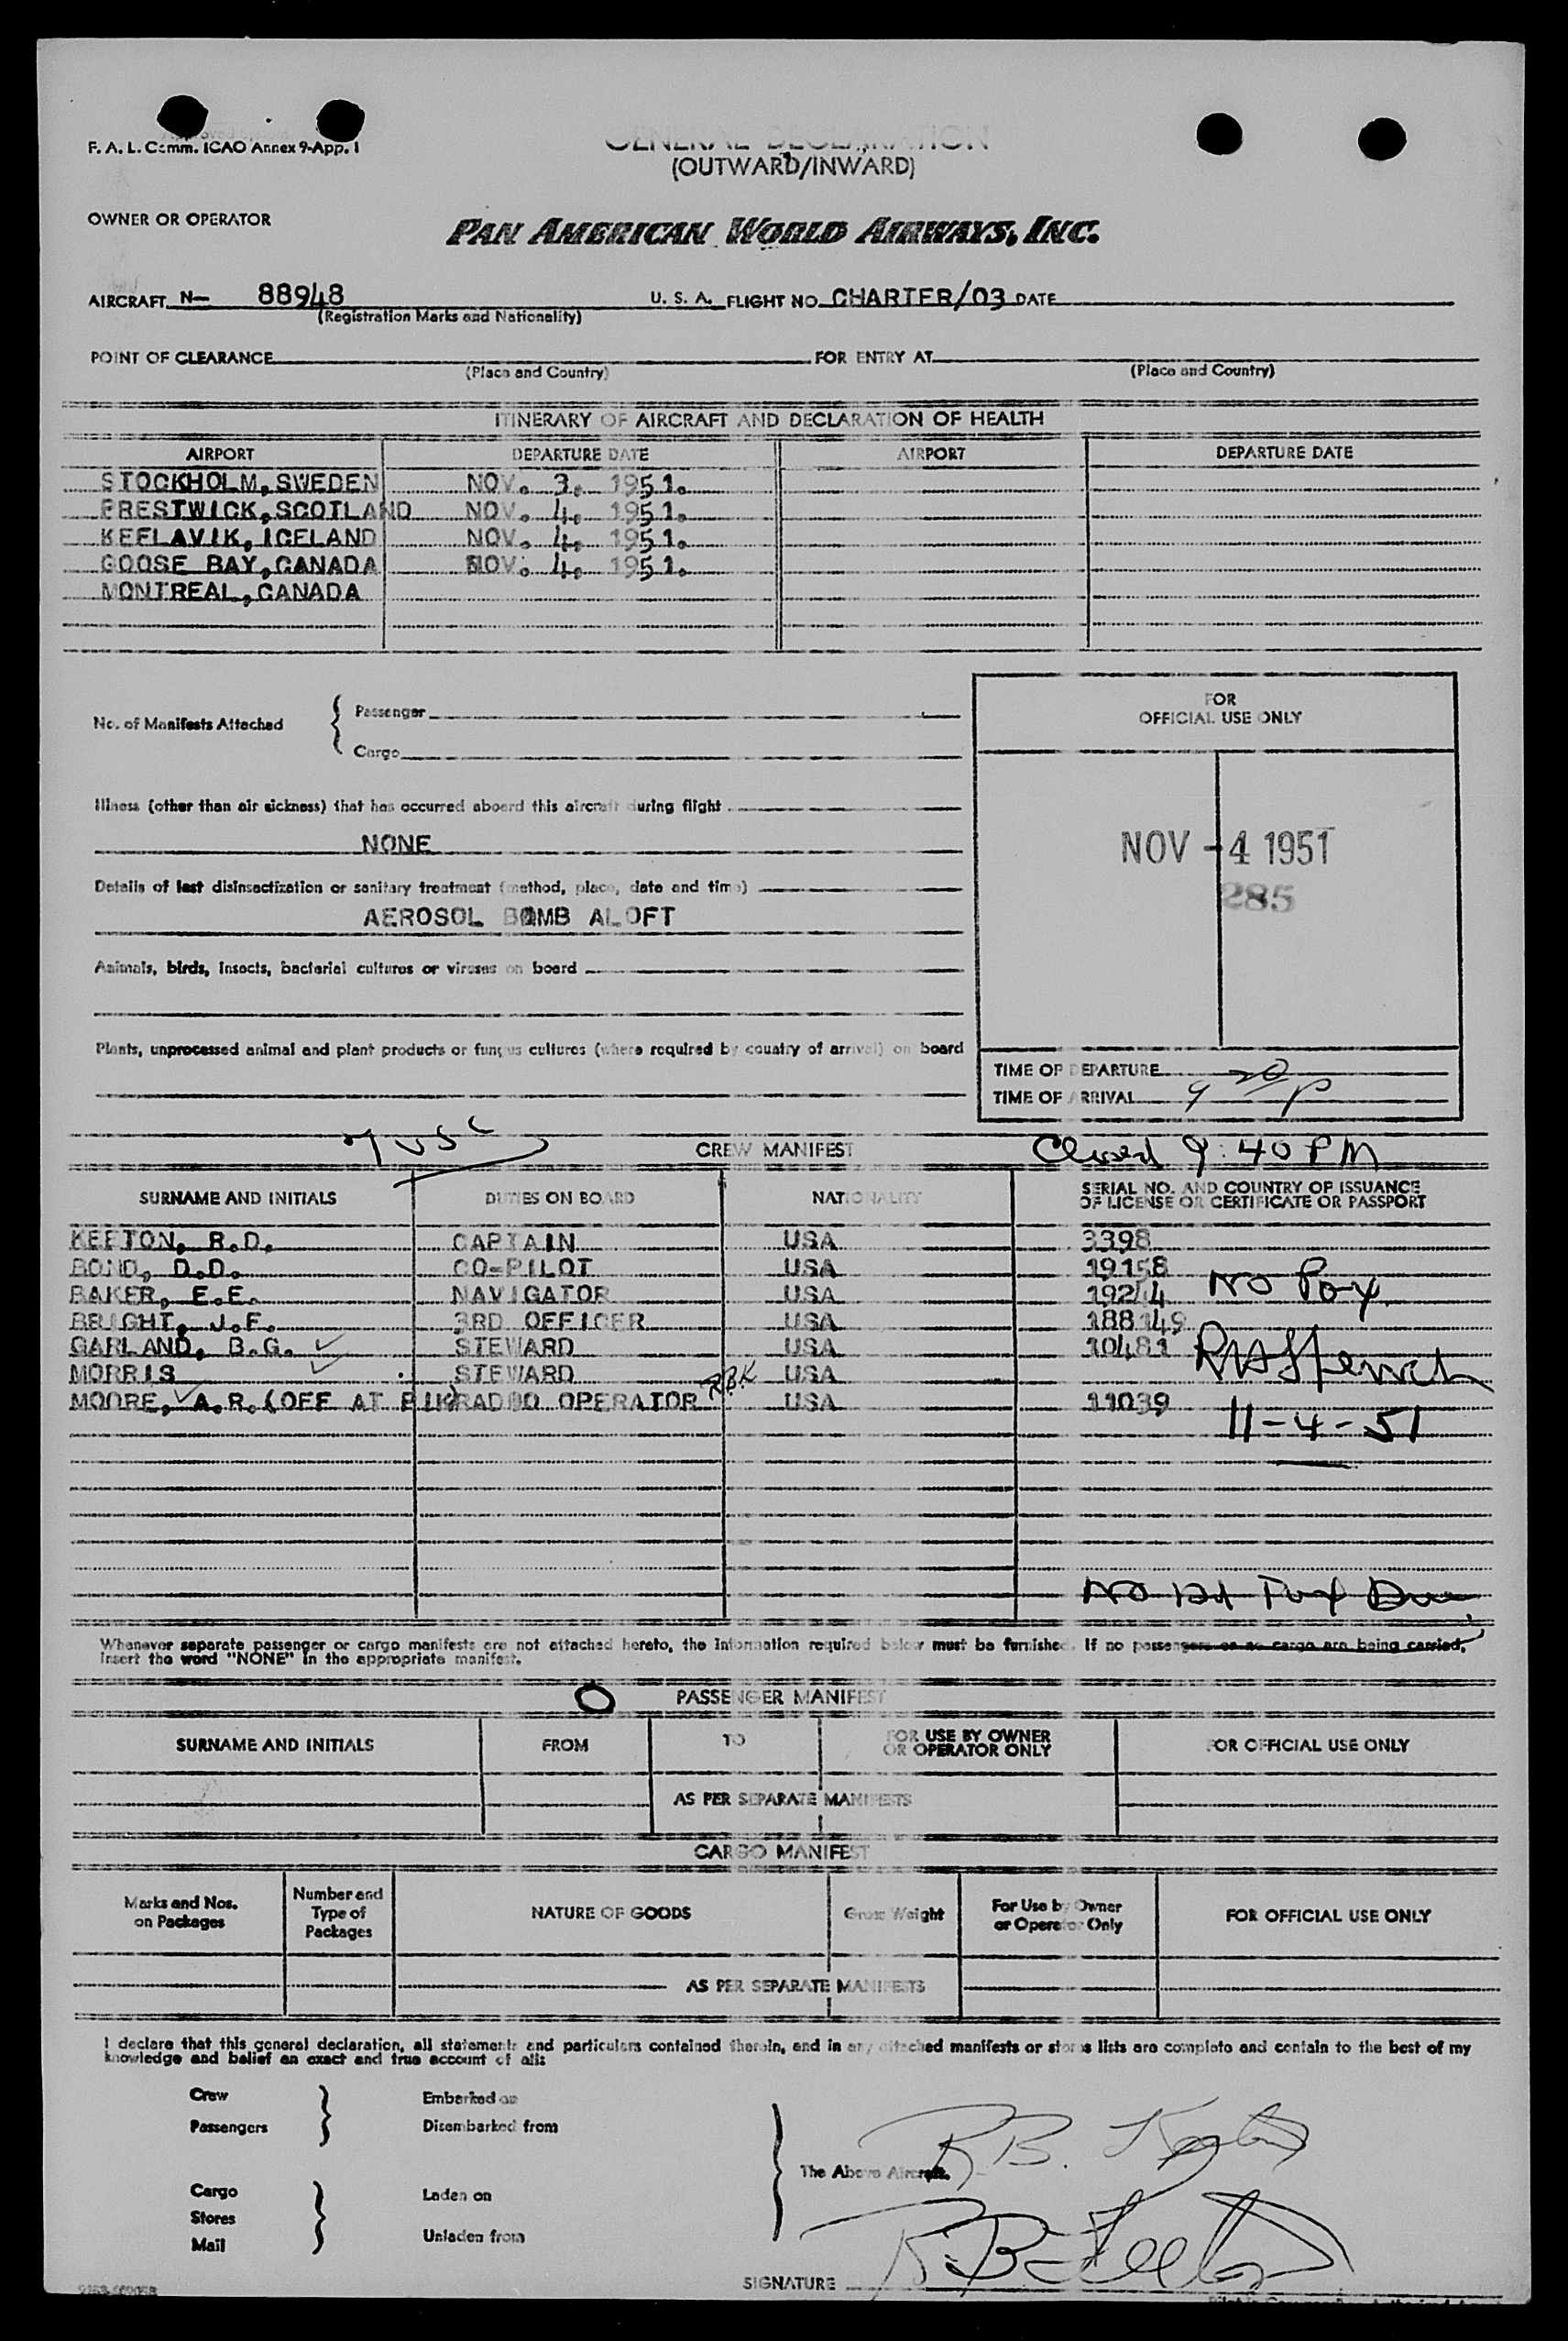 F. A. L. Comm. ICAO Annex 9-App. 1
GENERAL DECLARATION
(OUTWARD/INWARD)
OWNER OR OPERATOR
PAN AMERICAN WORLD AIRWAYS, INC.
AIRCRAFT N— 88948 U. S. A. FLIGHT NO. CHARTER/03 DATE
(Registration Marks and Nationality)
POINT OF CLEARANCE FOR ENTRY AT
(Place and Country) (Place and Country)
ITINERARY OF AIRCRAFT AND DECLARATION OF HEALTH
AIRPORT DEPARTURE DATE AIRPORT DEPARTURE DATE
STOCKHOLM, SWEDEN NOV. 3, 1951.
PRESTWICK, SCOTLAND NOV. 4, 1951.
KEFLAVIK, ICELAND NOV. 4, 1951.
GOOSE BAY, CANADA NOV. 4, 1951.
MONTREAL, CANADA
No. of Manifests Attached { Passenger
Cargo
FOR
OFFICIAL USE ONLY
Illness (other than air sickness) that has occurred aboard this aircraft during flight
NONE
NOV -4 1951
285
Details of last disinsectization or sanitary treatment (method, place, date and time)
AEROSOL BOMB ALOFT
Animals, birds, insects, bacterial cultures or viruses on board
Plants, unprocessed animal and plant products or fungus cultures (where required by country of arrival) on board
TIME OF DEPARTURE
TIME OF ARRIVAL 9 20 P
CREW MANIFEST Closed 9:40 PM
SURNAME AND INITIALS DUTIES ON BOARD NATIONALITY SERIAL NO. AND COUNTRY OF ISSUANCE
OF LICENSE OR CERTIFICATE OR PASSPORT
KEETON, R.D. CAPTAIN USA 3398
BOND, D.D. CO-PILOT USA 19158
BAKER, E.E. NAVIGATOR USA 19244 No Pox
BRIGHT, J.F. 3RD OFFICER USA 188149
GARLAND, B.G. ✓ STEWARD USA 10481
MORRIS ✓ STEWARD RBK USA
MOORE, ✓ A.R. (OFF AT PIK) RADIO OPERATOR USA 11039
11-4-51
Whenever separate passenger or cargo manifests are not attached hereto, the information required below must be furnished. If no passengers or no cargo are being carried,
insert the word "NONE" in the appropriate manifest.
O PASSENGER MANIFEST
SURNAME AND INITIALS FROM TO FOR USE BY OWNER
OR OPERATOR ONLY FOR OFFICIAL USE ONLY
AS PER SEPARATE MANIFESTS
CARGO MANIFEST
Marks and Nos.
on Packages Number and
Type of
Packages NATURE OF GOODS Gross Weight For Use by Owner
or Operator Only FOR OFFICIAL USE ONLY
AS PER SEPARATE MANIFESTS
I declare that this general declaration, all statements and particulars contained therein, and in any attached manifests or stores lists are complete and contain to the best of my
knowledge and belief an exact and true account of all:
Crew } Embarked on
Passengers Disembarked from
The Above Aircraft. R.B. Keeton
Cargo } Laden on
Stores
Mail Unladen from
SIGNATURE R.B. Keeton